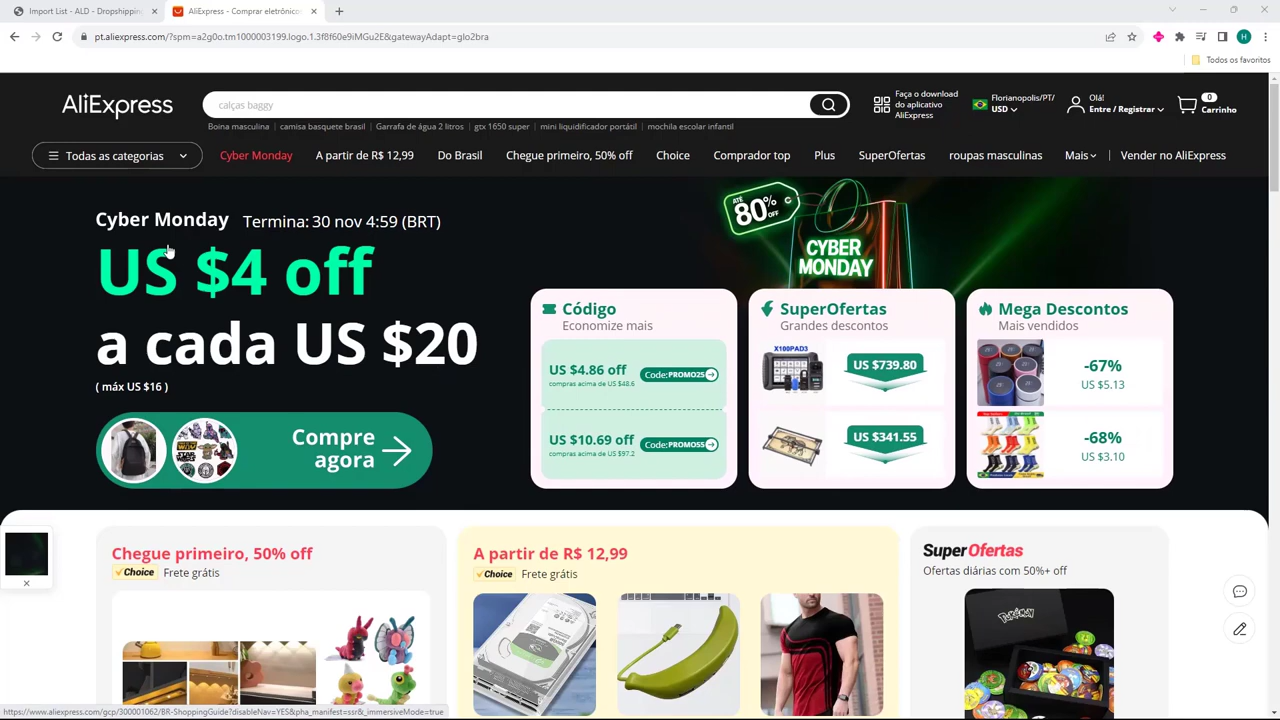 Import List - ALD - Dropshippin
AliExpress - Comprar eletrônico
pt.aliexpress.com/?spm=a2g0o.tm1000003199.logo.1.3f8f60e9iMGu2E&gatewayAdapt=glo2bra
H
Todos os favoritos
AliExpress
calças baggy
Faça o download
do aplicativo
AliExpress
Florianopolis/PT/
USD
Olá!
Entre / Registrar
0
Carrinho
Boina masculina
camisa basquete brasil
Garrafa de água 2 litros
gtx 1650 super
mini liquidificador portátil
mochila escolar infantil
Todas as categorias
Cyber Monday
A partir de R$ 12,99
Do Brasil
Chegue primeiro, 50% off
Choice
Comprador top
Plus
SuperOfertas
roupas masculinas
Mais
Vender no AliExpress
Cyber Monday
Termina: 30 nov 4:59 (BRT)
US $4 off
a cada US $20
( máx US $16 )
Compre
agora
ATÉ
80%
OFF
CYBER
MONDAY
Código
Economize mais
US $4.86 off
compras acima de US $48.6
Code:PROMO25
US $10.69 off
compras acima de US $97.2
Code:PROMO55
SuperOfertas
Grandes descontos
X100PAD3
US $739.80
US $341.55
Mega Descontos
Mais vendidos
-67%
US $5.13
-68%
US $3.10
Chegue primeiro, 50% off
Choice
Frete grátis
A partir de R$ 12,99
Choice
Frete grátis
SuperOfertas
Ofertas diárias com 50%+ off
POKÉMON
https://www.aliexpress.com/gcp/300001062/BR-ShoppingGuide?disableNav=YES&pha_manifest=ssr&_immersiveMode=true